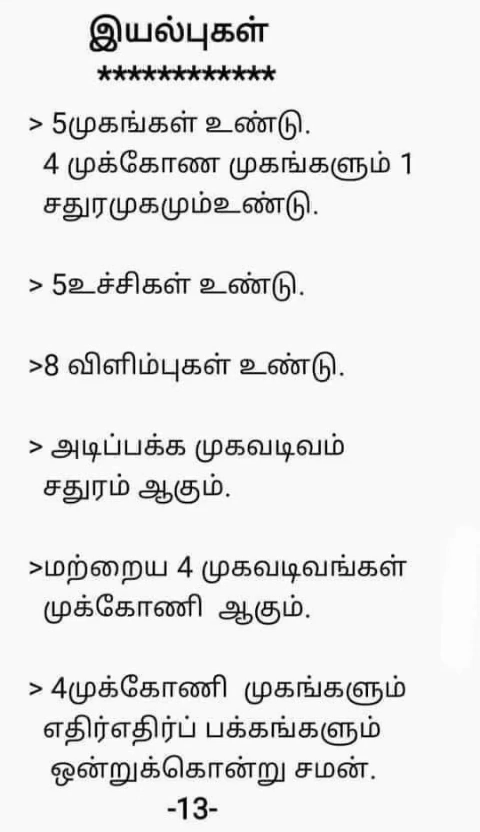 இயல்புகள்
************
> 5முகங்கள் உண்டு.
4 முக்கோண முகங்களும் 1
சதுரமுகமும்உண்டு.
> 5உச்சிகள் உண்டு.
>8 விளிம்புகள் உண்டு.
> அடிப்பக்க முகவடிவம்
சதுரம் ஆகும்.
>மற்றைய 4 முகவடிவங்கள்
முக்கோணி ஆகும்.
> 4முக்கோணி முகங்களும்
எதிர்எதிர்ப் பக்கங்களும்
ஒன்றுக்கொன்று சமன்.
-13-